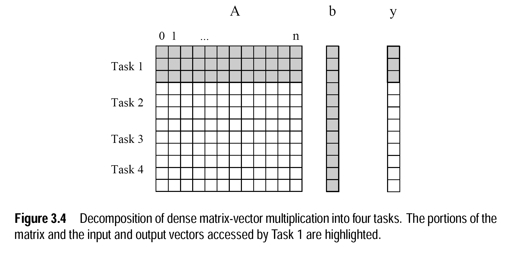 A b y
0 1 ... n
Task 1
Task 2
Task 3
Task 4
Figure 3.4 Decomposition of dense matrix-vector multiplication into four tasks. The portions of the
matrix and the input and output vectors accessed by Task 1 are highlighted.